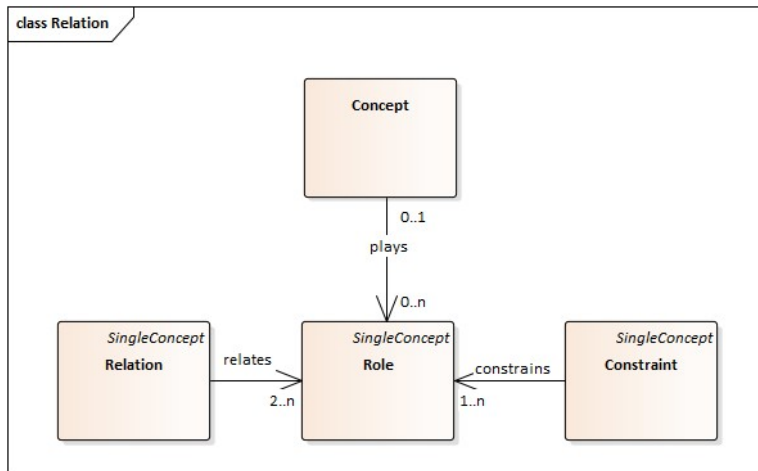 class Relation
Concept
0..1
plays
0..n
SingleConcept
Relation
relates
2..n
SingleConcept
Role
constrains
1..n
SingleConcept
Constraint